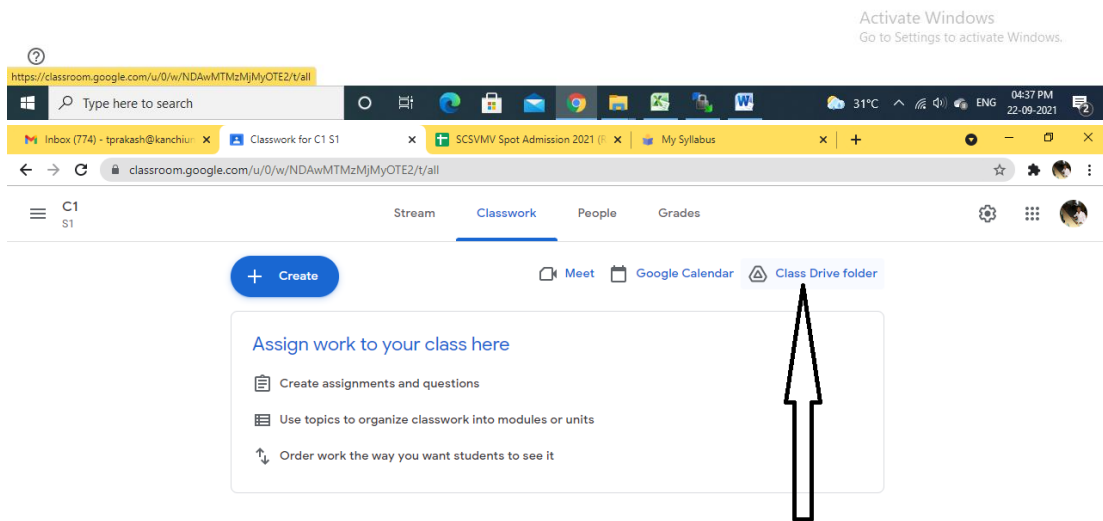 Activate Windows
Go to Settings to activate Windows.
https://classroom.google.com/u/0/w/NDAwMTMzMjMyOTE2/t/all
Type here to search
31°C ENG 04:37 PM
22-09-2021
2
Inbox (774) - tprakash@kanchiun Classwork for C1 S1 SCSVMV Spot Admission 2021 (R My Syllabus
classroom.google.com/u/0/w/NDAwMTMzMjMyOTE2/t/all
C1
S1
Stream Classwork People Grades
Create Meet Google Calendar Class Drive folder
Assign work to your class here
Create assignments and questions
Use topics to organize classwork into modules or units
Order work the way you want students to see it